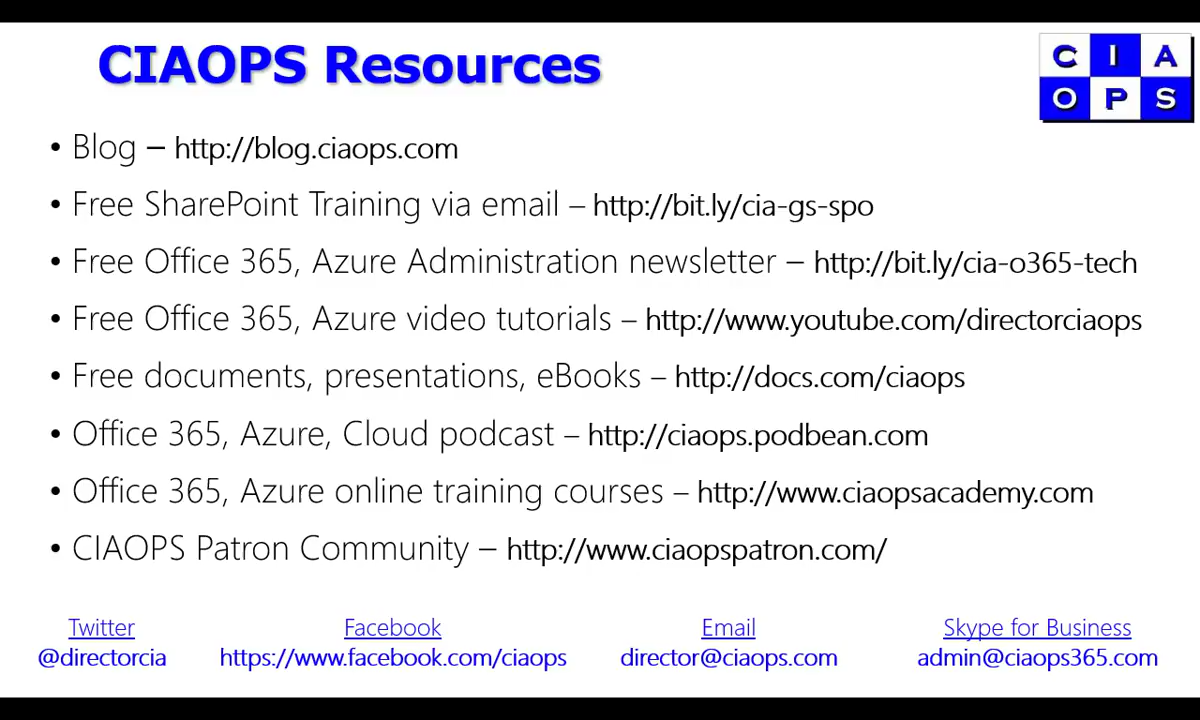 CIAOPS Resources
C I A
O P S
• Blog – http://blog.ciaops.com
• Free SharePoint Training via email – http://bit.ly/cia-gs-spo
• Free Office 365, Azure Administration newsletter – http://bit.ly/cia-o365-tech
• Free Office 365, Azure video tutorials – http://www.youtube.com/directorciaops
• Free documents, presentations, eBooks – http://docs.com/ciaops
• Office 365, Azure, Cloud podcast – http://ciaops.podbean.com
• Office 365, Azure online training courses – http://www.ciaopsacademy.com
• CIAOPS Patron Community – http://www.ciaopspatron.com/
Twitter
@directorcia
Facebook
https://www.facebook.com/ciaops
Email
director@ciaops.com
Skype for Business
admin@ciaops365.com